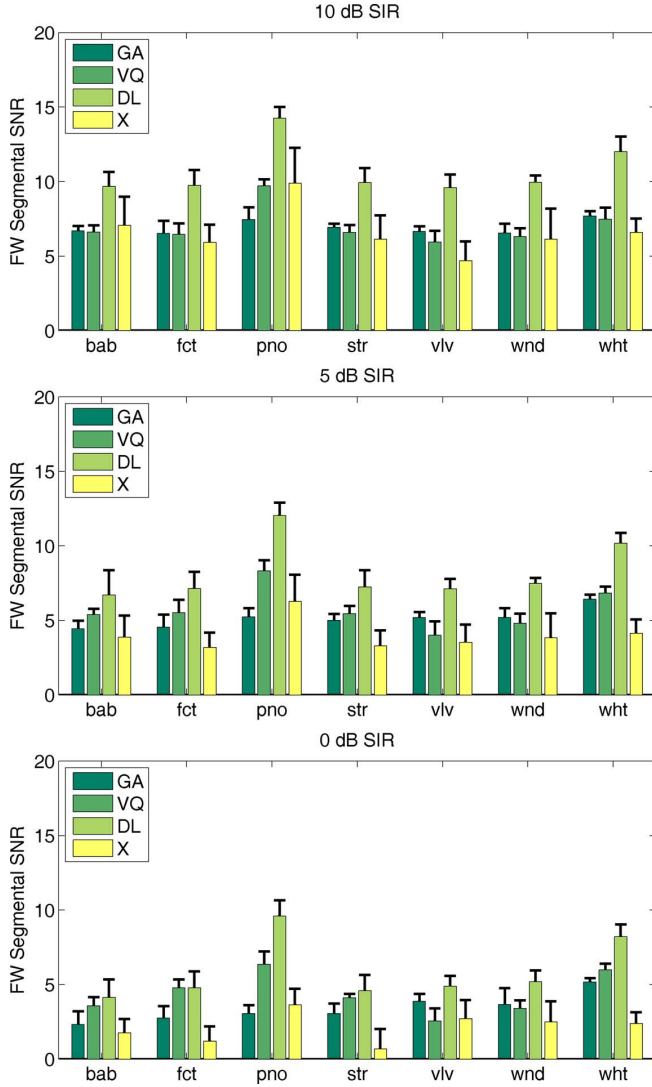 10 dB SIR
20
15
10
5
0
FW Segmental SNR
GA
VQ
DL
X
bab fct pno str vlv wnd wht
5 dB SIR
20
15
10
5
0
FW Segmental SNR
GA
VQ
DL
X
bab fct pno str vlv wnd wht
0 dB SIR
20
15
10
5
0
FW Segmental SNR
GA
VQ
DL
X
bab fct pno str vlv wnd wht